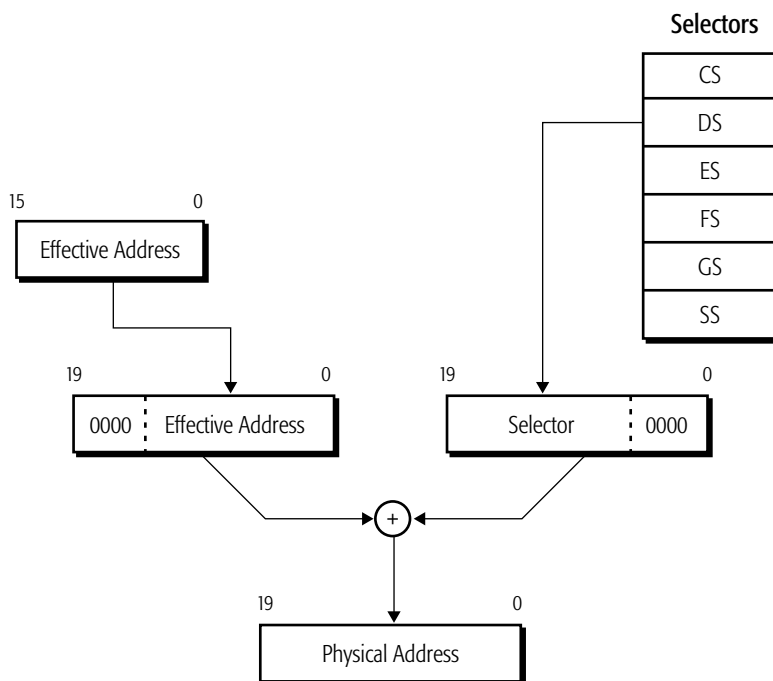 Selectors
CS
DS
ES
FS
GS
SS
15 0
Effective Address
19 0
0000 Effective Address
19 0
Selector 0000
+
19 0
Physical Address